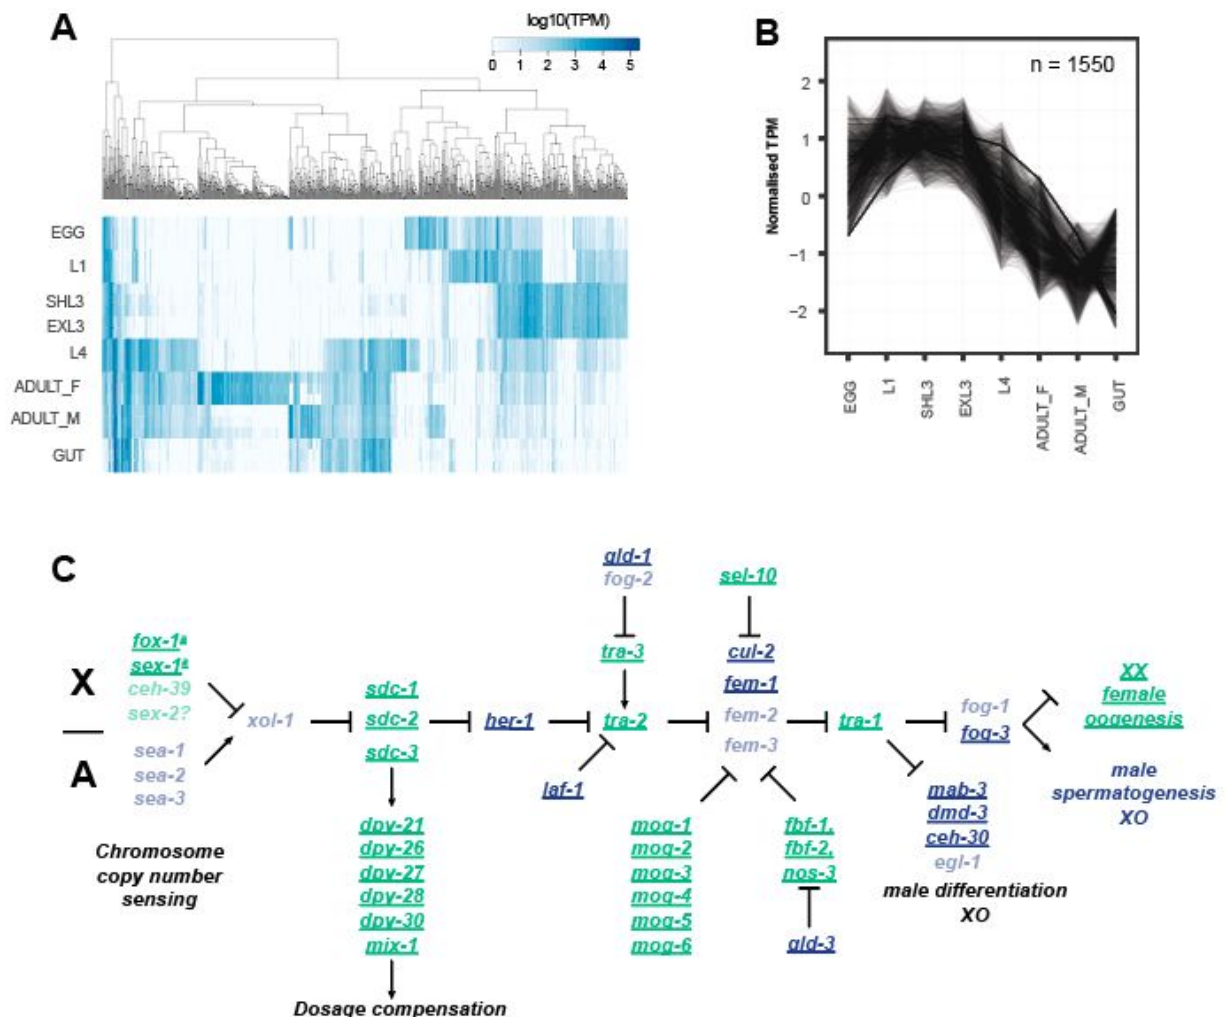 A
log10(TPM)
0 1 2 3 4 5
EGG
L1
SHL3
EXL3
L4
ADULT_F
ADULT_M
GUT
B
n = 1550
Normalised TPM
2
1
0
−1
−2
EGG
L1
SHL3
EXL3
L4
ADULT_F
ADULT_M
GUT
C
X
A
fox-1a
sex-1a
ceh-39
sex-2?
sea-1
sea-2
sea-3
Chromosome
copy number
sensing
xol-1
sdc-1
sdc-2
sdc-3
dpy-21
dpy-26
dpy-27
dpy-28
dpy-30
mix-1
Dosage compensation
her-1
laf-1
gld-1
fog-2
tra-3
tra-2
mog-1
mog-2
mog-3
mog-4
mog-5
mog-6
sel-10
cul-2
fem-1
fem-2
fem-3
fbf-1,
fbf-2,
nos-3
gld-3
tra-1
fog-1
fog-3
mab-3
dmd-3
ceh-30
egl-1
male differentiation
XO
XX
female
oogenesis
male
spermatogenesis
XO